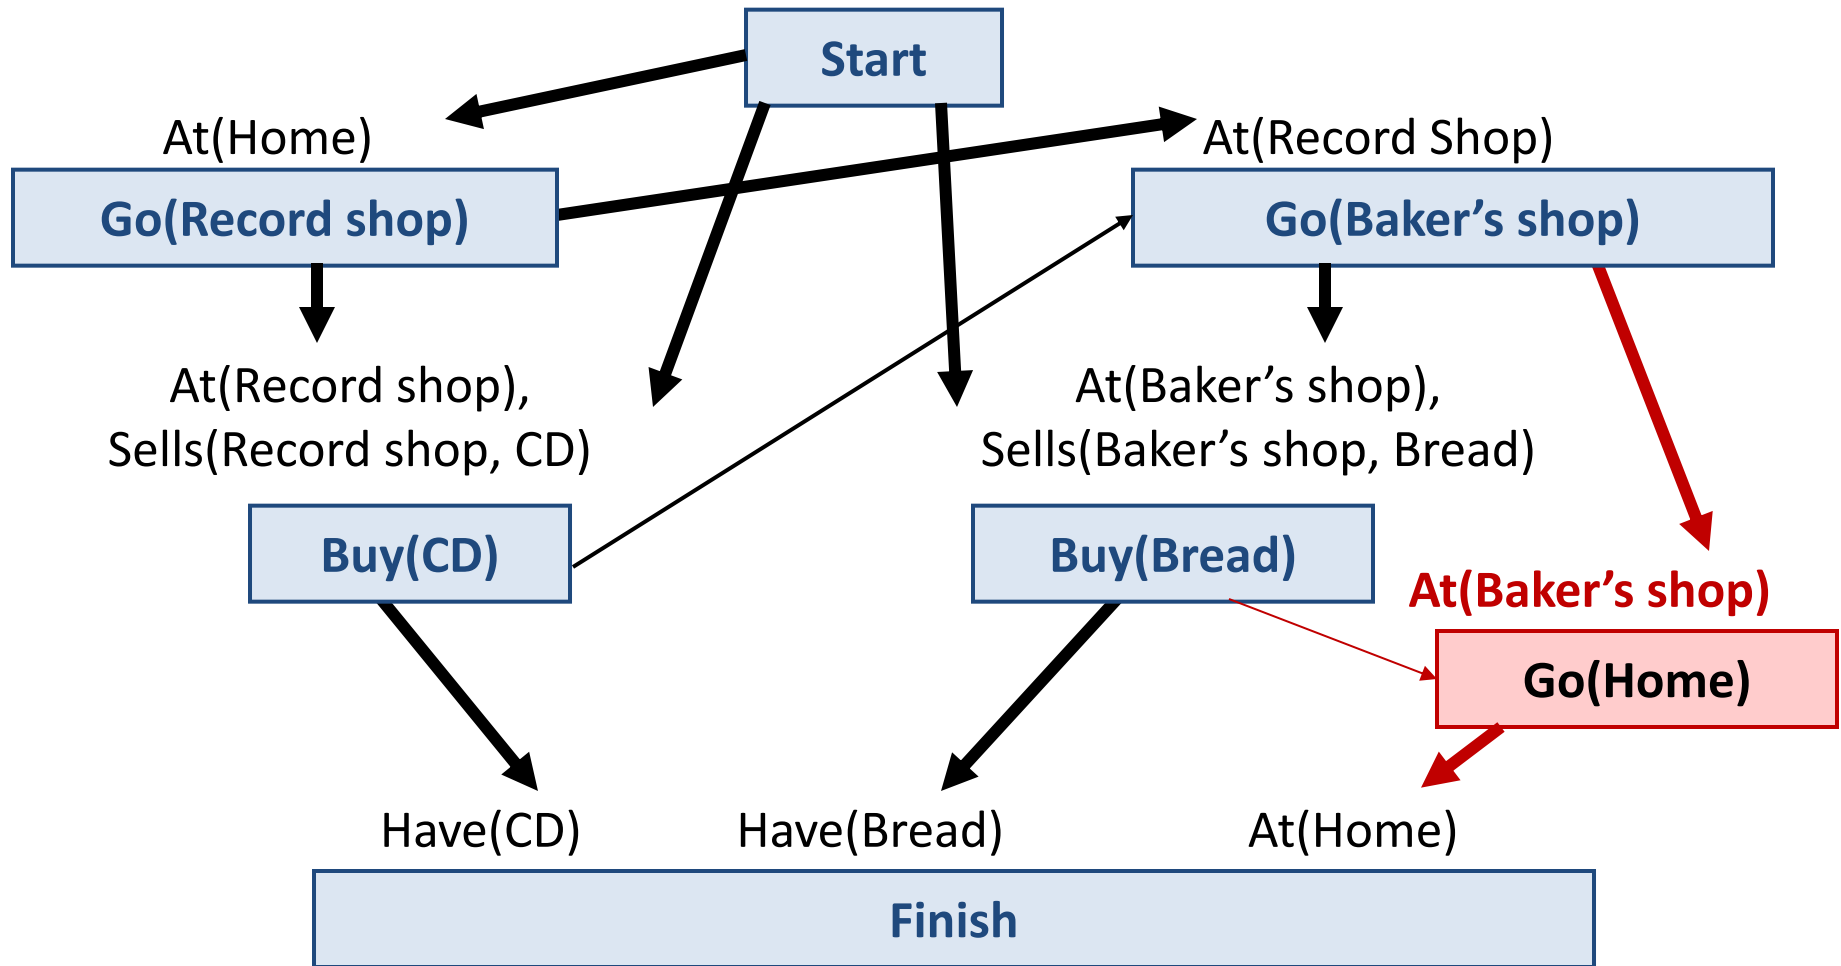 Start
At(Home)
At(Record Shop)
Go(Record shop)
Go(Baker’s shop)
At(Record shop),
Sells(Record shop, CD)
At(Baker’s shop),
Sells(Baker’s shop, Bread)
Buy(CD)
Buy(Bread)
At(Baker’s shop)
Go(Home)
Have(CD)
Have(Bread)
At(Home)
Finish